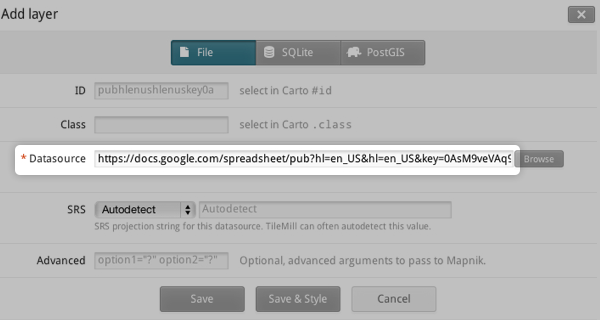 Add layer
File SQLite PostGIS
ID pubhlenushlenuskey0a select in Carto #id
Class select in Carto .class
* Datasource https://docs.google.com/spreadsheet/pub?hl=en_US&hl=en_US&key=0AsM9veVAq9 Browse
SRS Autodetect Autodetect
SRS projection string for this datasource. TileMill can often autodetect this value.
Advanced option1="?" option2="?" Optional, advanced arguments to pass to Mapnik.
Save Save & Style Cancel